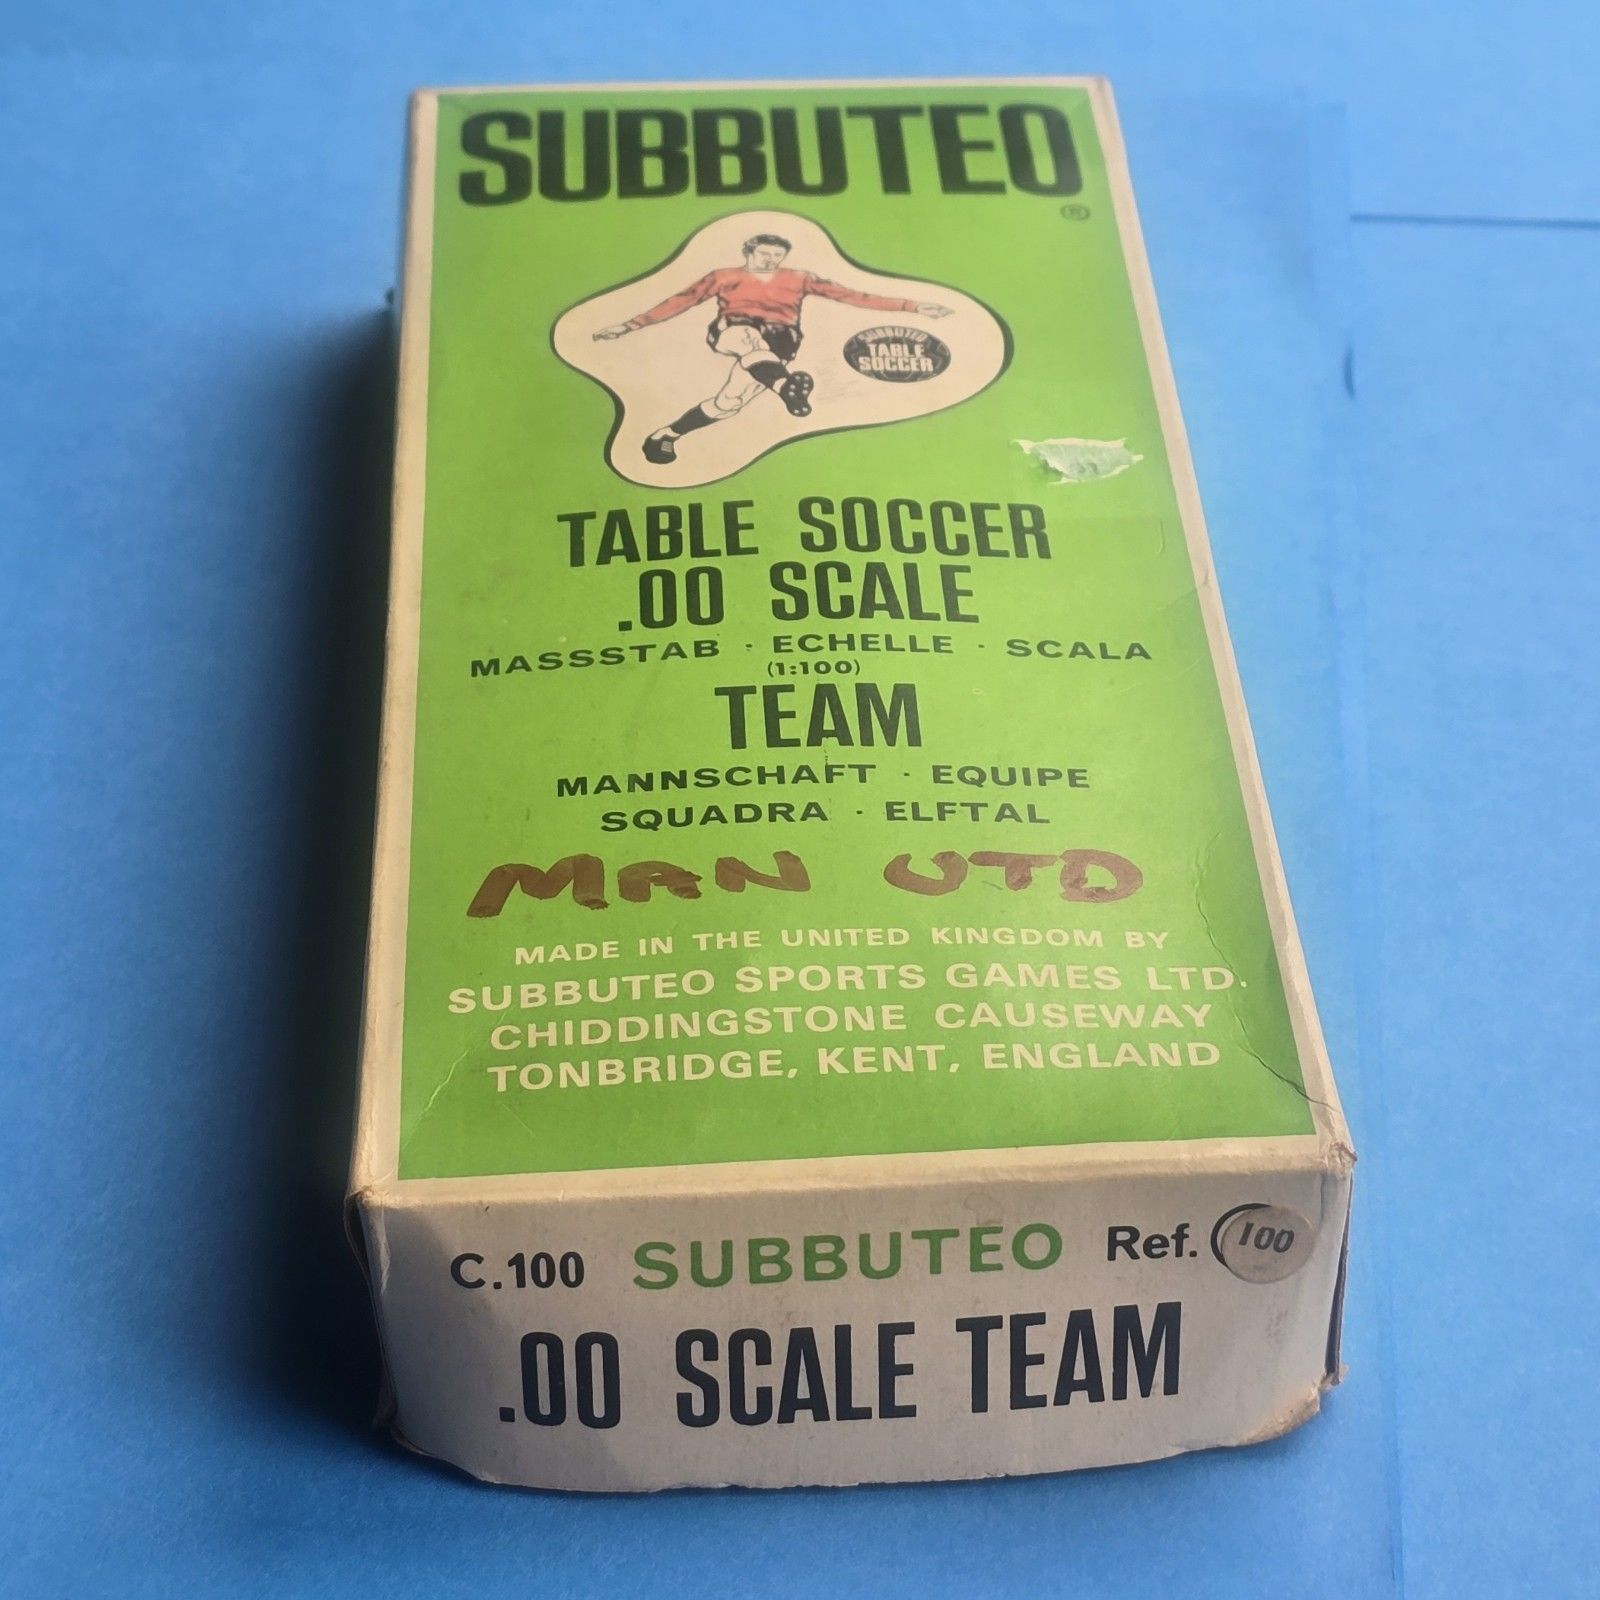 SUBBUTEO
®
SUBBUTEO
TABLE
SOCCER
TABLE SOCCER
.00 SCALE
MASSSTAB · ECHELLE · SCALA
(1:100)
TEAM
MANNSCHAFT · EQUIPE
SQUADRA · ELFTAL
MAN UTD
MADE IN THE UNITED KINGDOM BY
SUBBUTEO SPORTS GAMES LTD.
CHIDDINGSTONE CAUSEWAY
TONBRIDGE, KENT, ENGLAND
C.100 SUBBUTEO Ref. 100
.00 SCALE TEAM